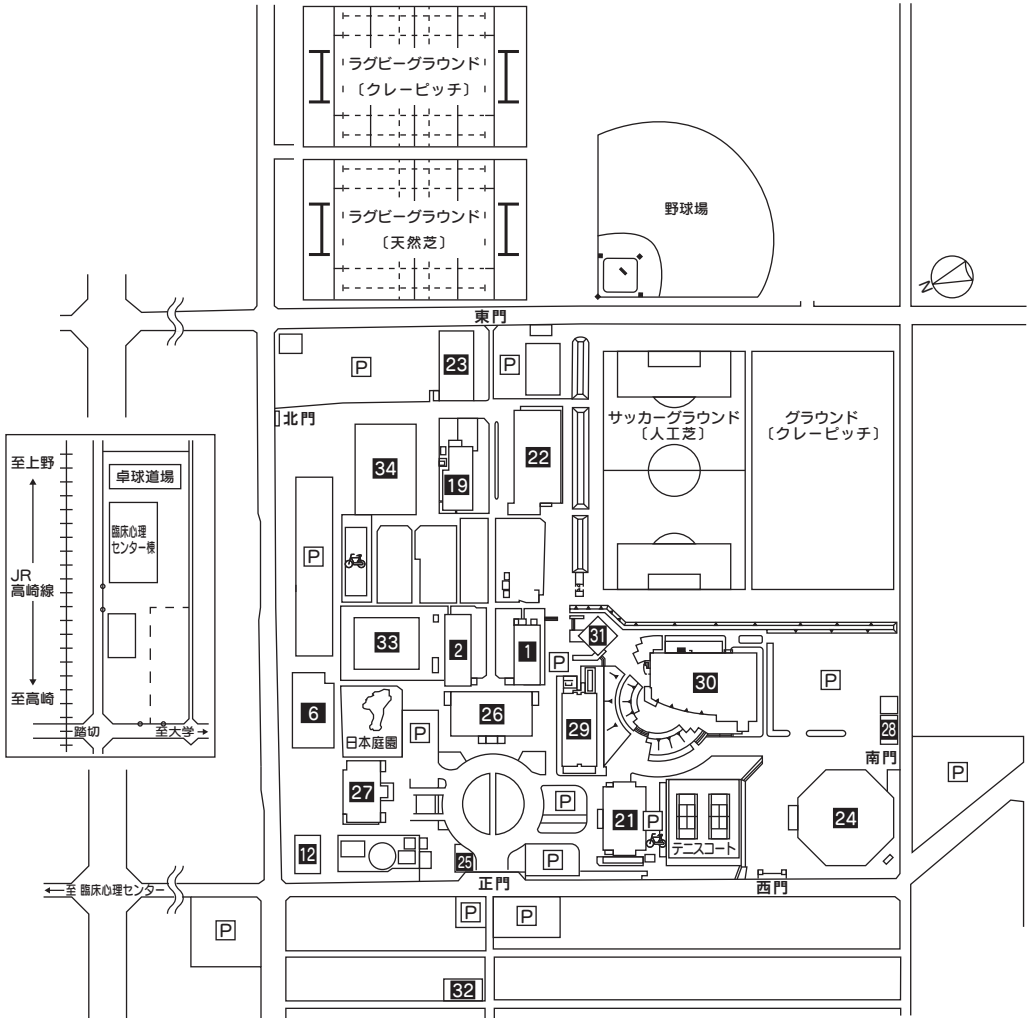 ラグビーグラウンド
〔クレーピッチ〕
ラグビーグラウンド
〔天然芝〕
野球場
N
東門
P
23
P
北門
サッカーグラウンド
〔人工芝〕
グラウンド
〔クレーピッチ〕
34
19
22
P
至上野
卓球道場
臨床心理
センター棟
JR
高崎線
至高崎
踏切
至大学→
33
2
1
31
P
30
P
6
日本庭園
P
26
29
28
南門
P
27
P
21
P
テニスコート
24
12
25
P
正門
西門
←至 臨床心理センター
P
P
P
32